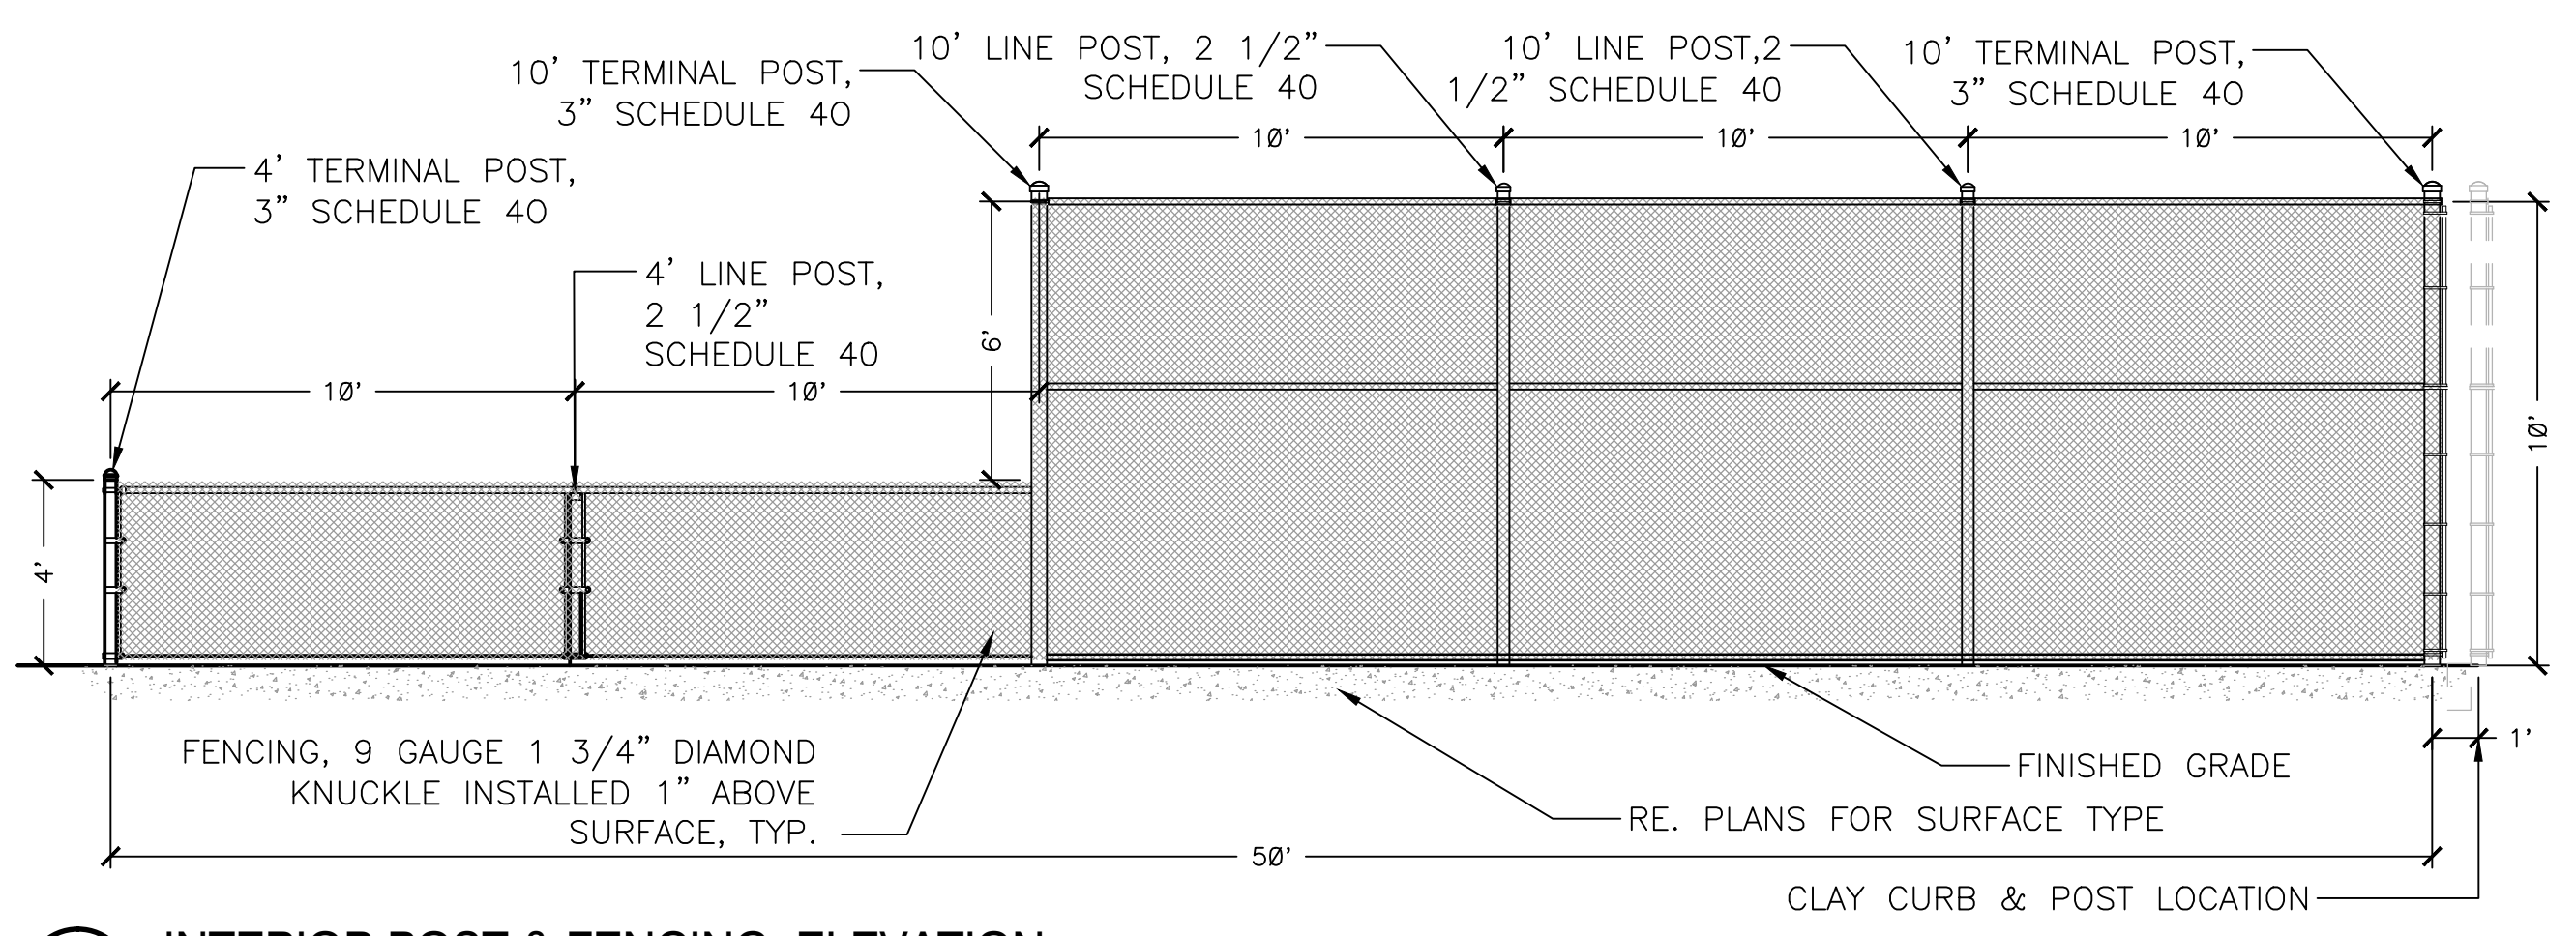 10' TERMINAL POST,
3" SCHEDULE 40
10' LINE POST, 2 1/2"
SCHEDULE 40
10' LINE POST,2
1/2" SCHEDULE 40
10' TERMINAL POST,
3" SCHEDULE 40
10'
10'
10'
4' TERMINAL POST,
3" SCHEDULE 40
4' LINE POST,
2 1/2"
SCHEDULE 40
6'
10'
10'
10'
4'
FENCING, 9 GAUGE 1 3/4" DIAMOND
KNUCKLE INSTALLED 1" ABOVE
SURFACE, TYP.
1'
FINISHED GRADE
RE. PLANS FOR SURFACE TYPE
50'
CLAY CURB & POST LOCATION
INTERIOR POST & FENCING, ELEVATION